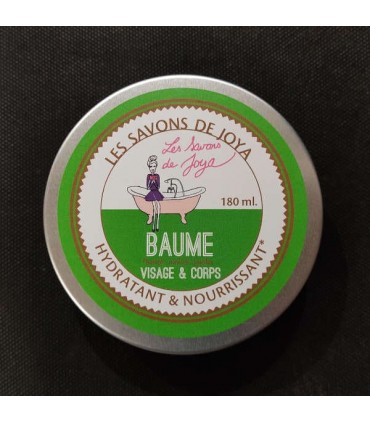 LES SAVONS DE JOYA
Les Savons
de Joya
180 ml.
BAUME
VISAGE & CORPS
HYDRATANT & NOURRISSANT*